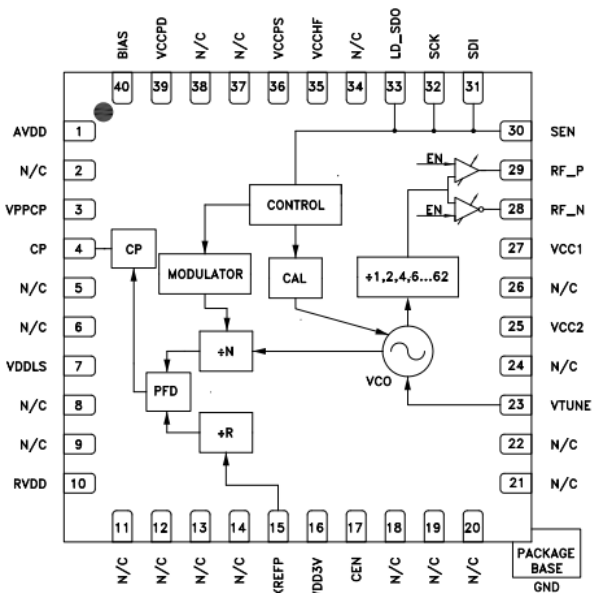 BIAS
VCCPD
N/C
N/C
VCCPS
VCCHF
N/C
LD_SDO
SCK
SDI
40
39
38
37
36
35
34
33
32
31
AVDD 1
30 SEN
N/C 2
EN
29 RF_P
VPPCP 3
CONTROL
EN
28 RF_N
CP 4
CP
27 VCC1
MODULATOR
CAL
÷1,2,4,6...62
N/C 5
26 N/C
N/C 6
25 VCC2
÷N
VCO
VDDLS 7
24 N/C
PFD
N/C 8
23 VTUNE
÷R
N/C 9
22 N/C
RVDD 10
21 N/C
11
12
13
14
15
16
17
18
19
20
N/C
N/C
N/C
N/C
XREFP
VDD3V
CEN
N/C
N/C
N/C
PACKAGE
BASE
GND